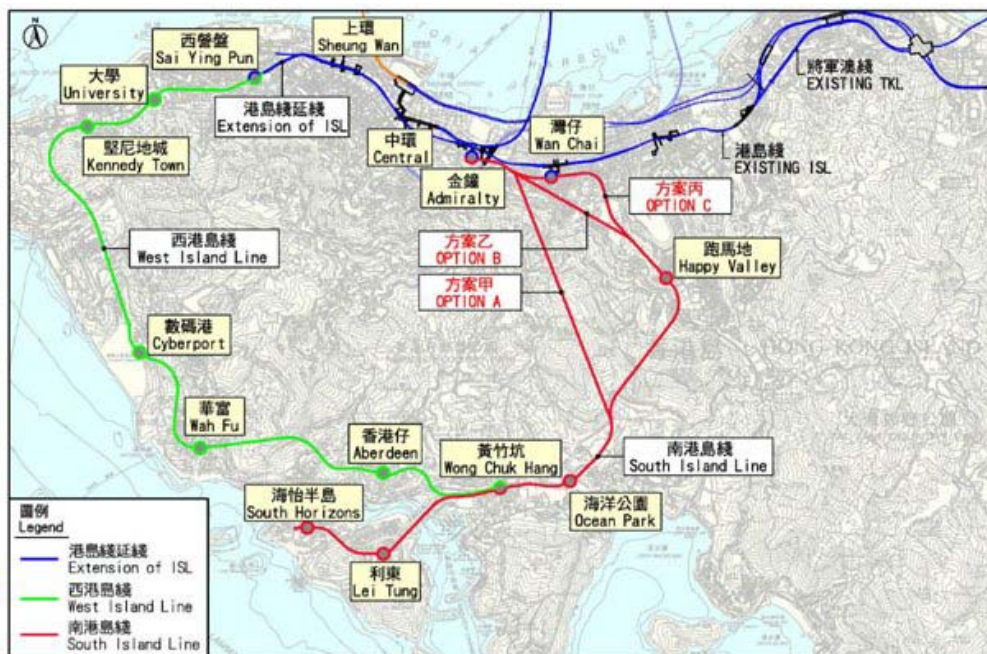 上環
Sheung Wan
西營盤
Sai Ying Pun
大學
University
港島綫延綫
Extension of ISL
將軍澳綫
EXISTING TKL
堅尼地城
Kennedy Town
中環
Central
灣仔
Wan Chai
港島綫
EXISTING ISL
金鐘
Admiralty
方案丙
OPTION C
西港島綫
West Island Line
方案乙
OPTION B
跑馬地
Happy Valley
方案甲
OPTION A
數碼港
Cyberport
華富
Wah Fu
香港仔
Aberdeen
黃竹坑
Wong Chuk Hang
南港島綫
South Island Line
海怡半島
South Horizons
海洋公園
Ocean Park
利東
Lei Tung
圖例
Legend
港島綫延綫
Extension of ISL
西港島綫
West Island Line
南港島綫
South Island Line